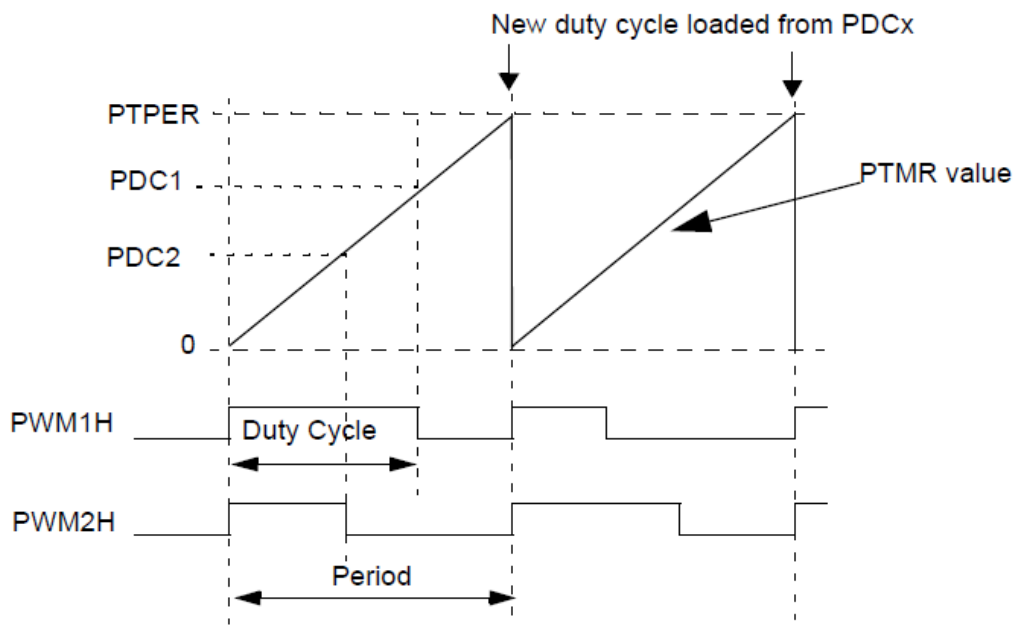 New duty cycle loaded from PDCx
PTPER
PDC1
PTMR value
PDC2
0
PWM1H
Duty Cycle
PWM2H
Period